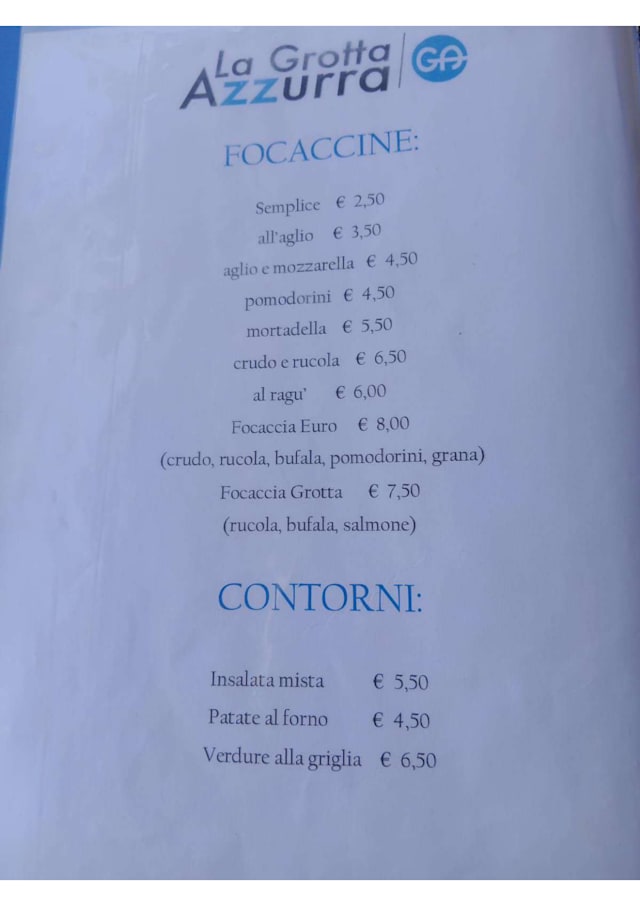 La Grotta
Azzurra
GA
FOCACCINE:
Semplice € 2,50
all'aglio € 3,50
aglio e mozzarella € 4,50
pomodorini € 4,50
mortadella € 5,50
crudo e rucola € 6,50
al ragu' € 6,00
Focaccia Euro € 8,00
(crudo, rucola, bufala, pomodorini, grana)
Focaccia Grotta € 7,50
(rucola, bufala, salmone)
CONTORNI:
Insalata mista € 5,50
Patate al forno € 4,50
Verdure alla griglia € 6,50